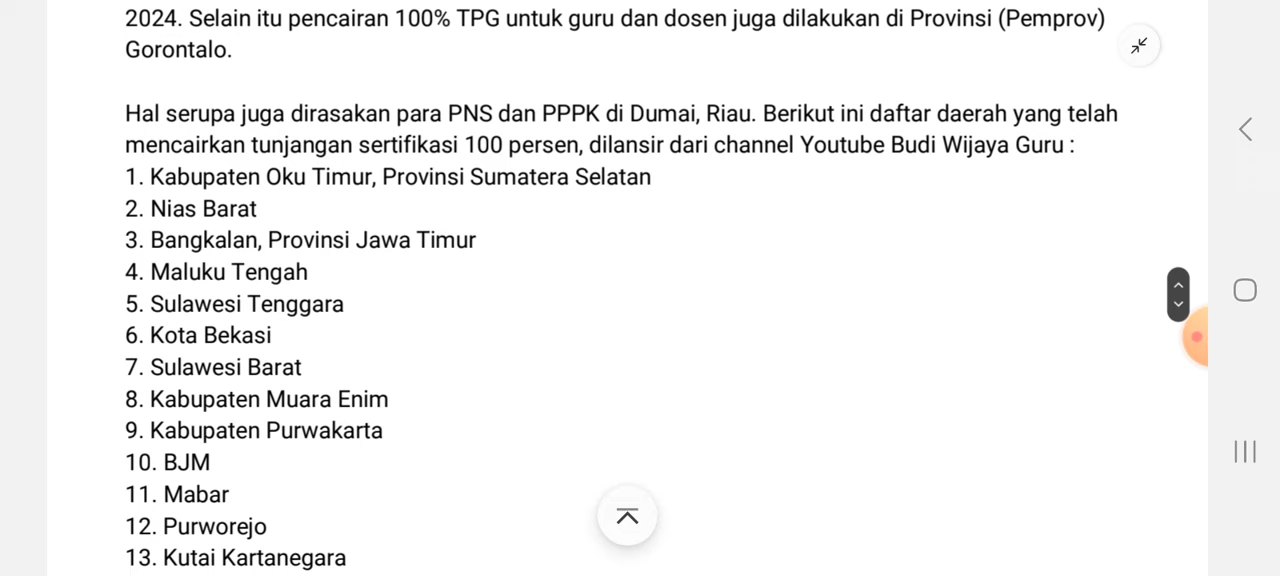 2024. Selain itu pencairan 100% TPG untuk guru dan dosen juga dilakukan di Provinsi (Pemprov)
Gorontalo.
Hal serupa juga dirasakan para PNS dan PPPK di Dumai, Riau. Berikut ini daftar daerah yang telah
mencairkan tunjangan sertifikasi 100 persen, dilansir dari channel Youtube Budi Wijaya Guru :
1. Kabupaten Oku Timur, Provinsi Sumatera Selatan
2. Nias Barat
3. Bangkalan, Provinsi Jawa Timur
4. Maluku Tengah
5. Sulawesi Tenggara
6. Kota Bekasi
7. Sulawesi Barat
8. Kabupaten Muara Enim
9. Kabupaten Purwakarta
10. BJM
11. Mabar
12. Purworejo
13. Kutai Kartanegara